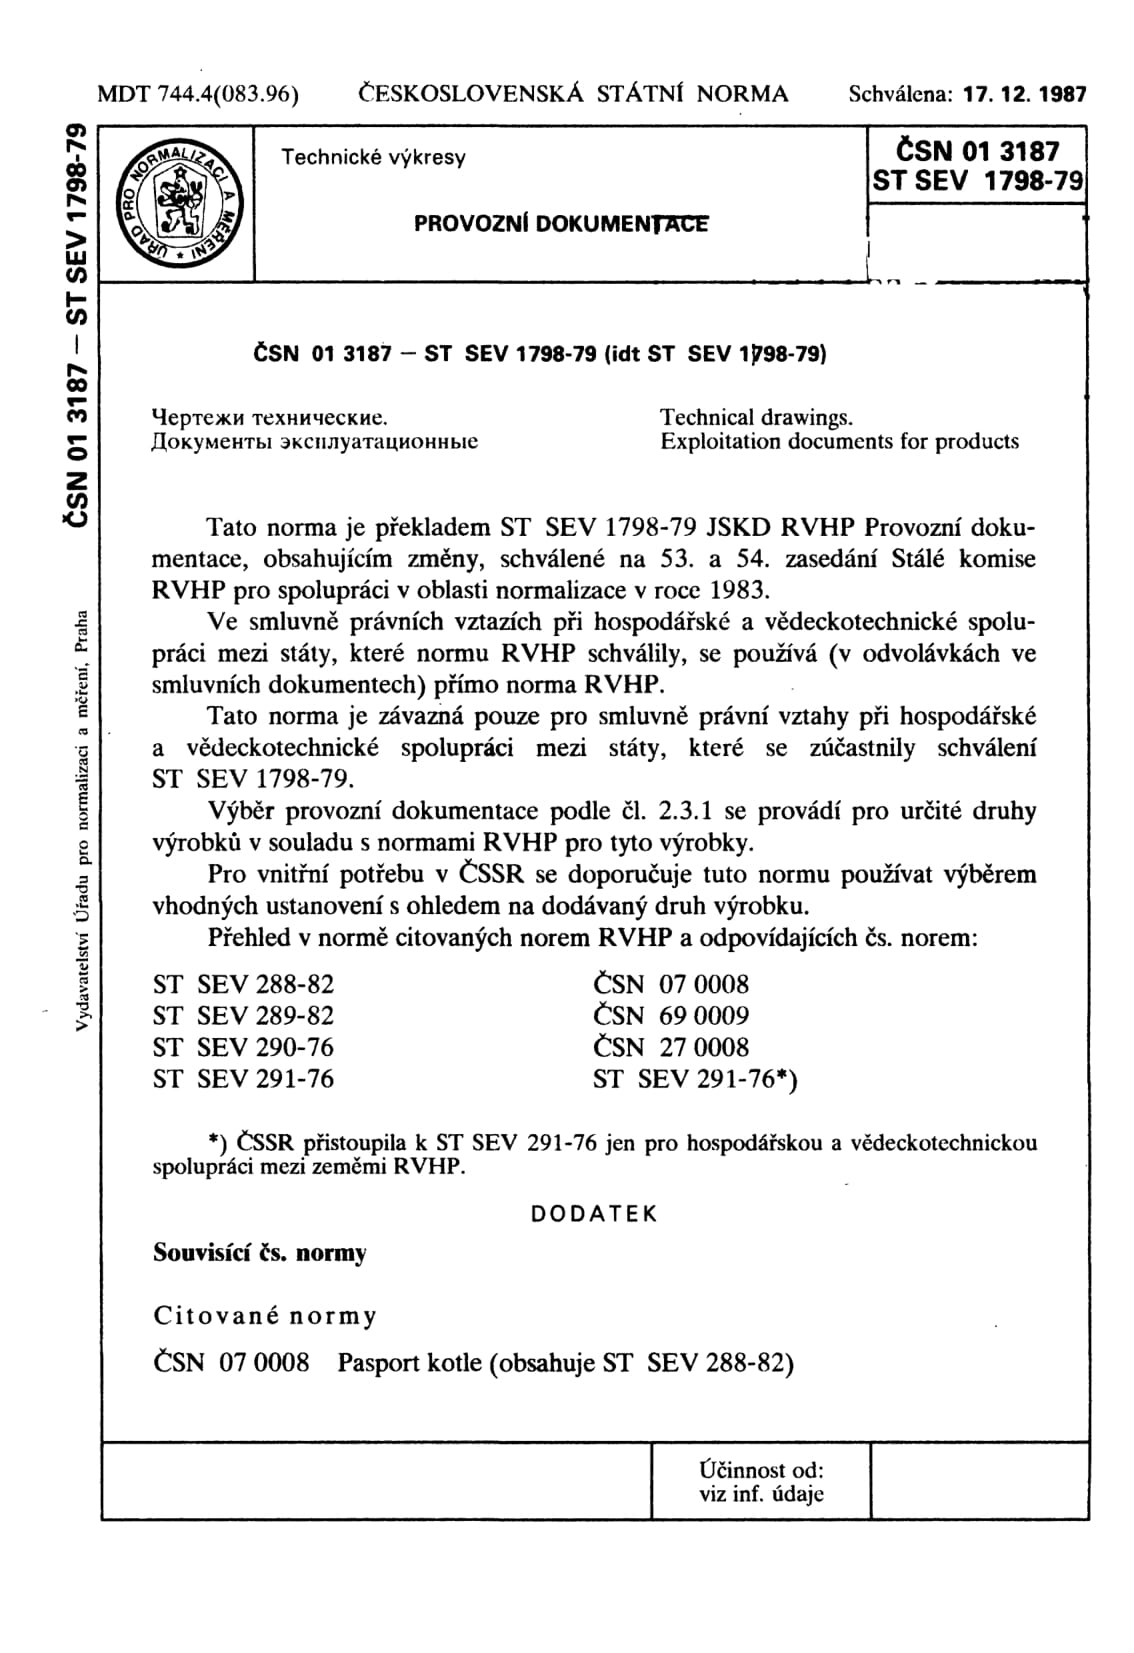 MDT 744.4(083.96) ČESKOSLOVENSKÁ STÁTNÍ NORMA Schválena: 17. 12. 1987
ÚŘAD PRO NORMALIZACI A MĚŘENÍ
Technické výkresy
PROVOZNÍ DOKUMENTACE
ČSN 01 3187
ST SEV 1798-79
ČSN 01 3187 — ST SEV 1798-79
Vydavatelství Úřadu pro normalizaci a měření, Praha
ČSN 01 3187 – ST SEV 1798-79 (idt ST SEV 1798-79)
Чертежи технические.
Документы эксплуатационные
Technical drawings.
Exploitation documents for products
Tato norma je překladem ST SEV 1798-79 JSKD RVHP Provozní doku-
mentace, obsahujícím změny, schválené na 53. a 54. zasedání Stálé komise
RVHP pro spolupráci v oblasti normalizace v roce 1983.
Ve smluvně právních vztazích při hospodářské a vědeckotechnické spolu-
práci mezi státy, které normu RVHP schválily, se používá (v odvolávkách ve
smluvních dokumentech) přímo norma RVHP.
Tato norma je závazná pouze pro smluvně právní vztahy při hospodářské
a vědeckotechnické spolupráci mezi státy, které se zúčastnily schválení
ST SEV 1798-79.
Výběr provozní dokumentace podle čl. 2.3.1 se provádí pro určité druhy
výrobků v souladu s normami RVHP pro tyto výrobky.
Pro vnitřní potřebu v ČSSR se doporučuje tuto normu používat výběrem
vhodných ustanovení s ohledem na dodávaný druh výrobku.
Přehled v normě citovaných norem RVHP a odpovídajících čs. norem:
ST SEV 288-82 ČSN 07 0008
ST SEV 289-82 ČSN 69 0009
ST SEV 290-76 ČSN 27 0008
ST SEV 291-76 ST SEV 291-76*)
*) ČSSR přistoupila k ST SEV 291-76 jen pro hospodářskou a vědeckotechnickou
spolupráci mezi zeměmi RVHP.
DODATEK
Souvisící čs. normy
Citované normy
ČSN 07 0008 Pasport kotle (obsahuje ST SEV 288-82)
Účinnost od:
viz inf. údaje